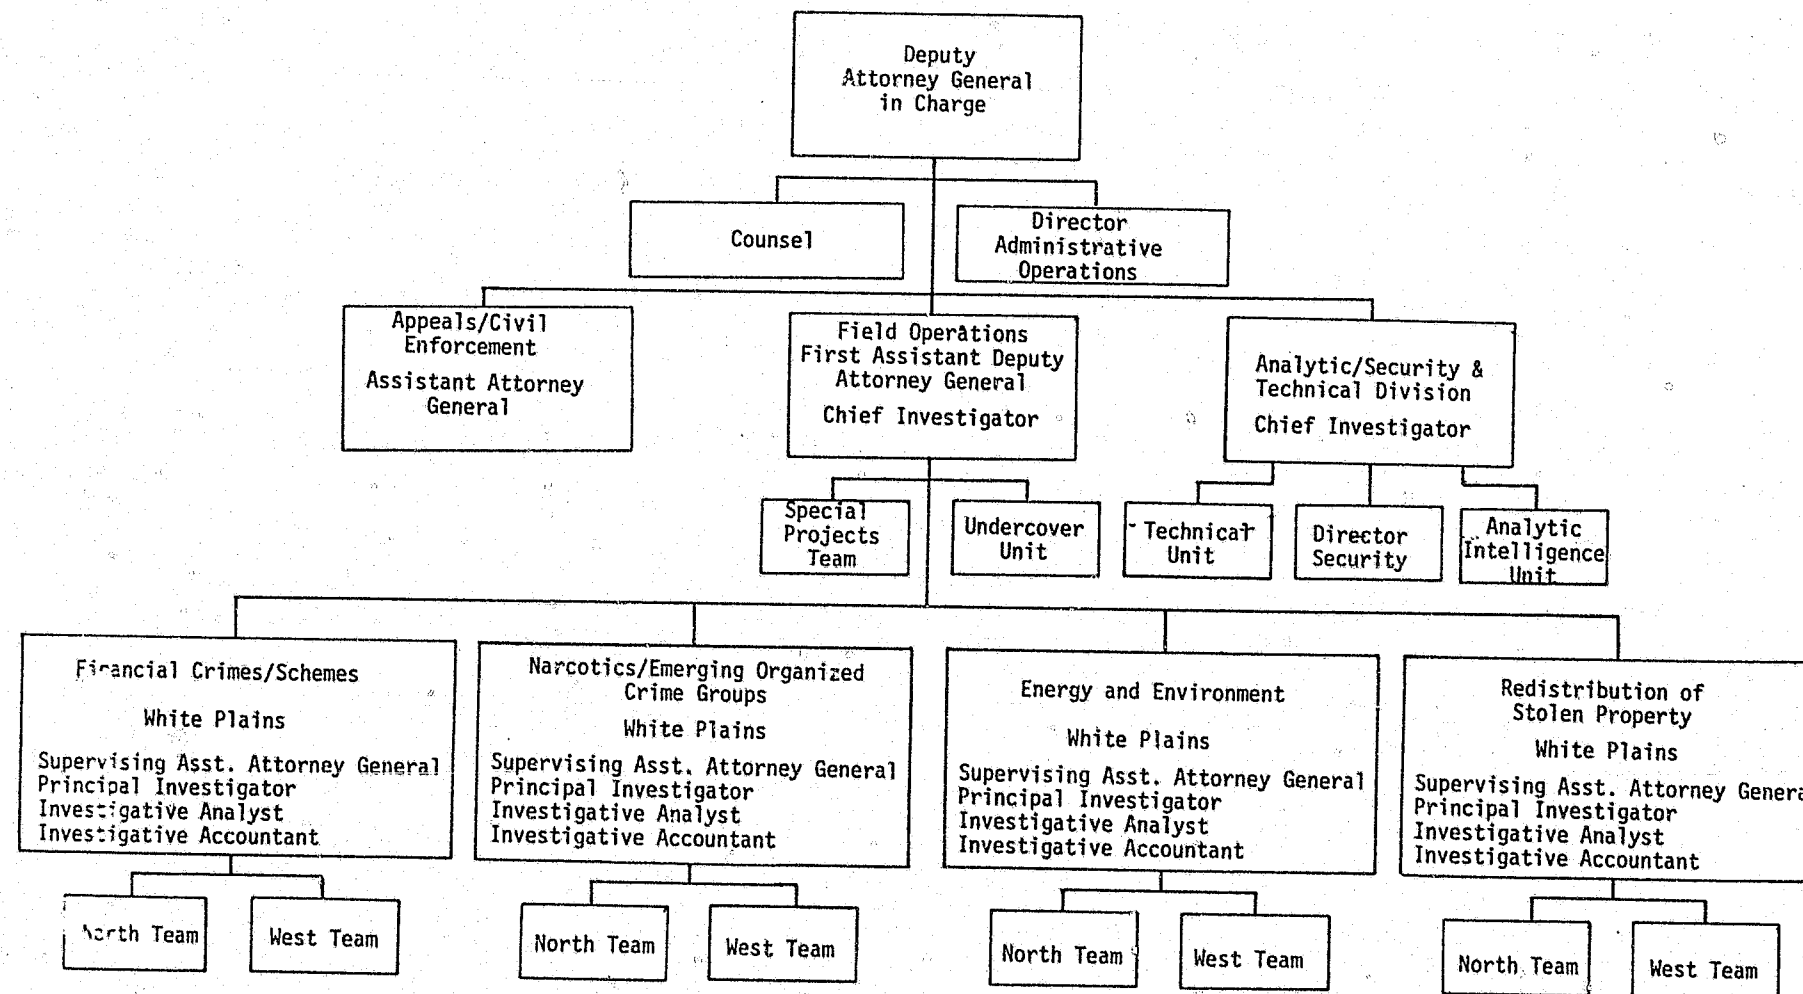 Deputy
Attorney General
in Charge
Counsel
Director
Administrative
Operations
Appeals/Civil
Enforcement
Assistant Attorney
General
Field Operations
First Assistant Deputy
Attorney General
Chief Investigator
Analytic/Security &
Technical Division
Chief Investigator
Special
Projects
Team
Undercover
Unit
Technical
Unit
Director
Security
Analytic
Intelligence
Unit
Financial Crimes/Schemes
White Plains
Supervising Asst. Attorney General
Principal Investigator
Investigative Analyst
Investigative Accountant
Narcotics/Emerging Organized
Crime Groups
White Plains
Supervising Asst. Attorney General
Principal Investigator
Investigative Analyst
Investigative Accountant
Energy and Environment
White Plains
Supervising Asst. Attorney General
Principal Investigator
Investigative Analyst
Investigative Accountant
Redistribution of
Stolen Property
White Plains
Supervising Asst. Attorney Genera
Principal Investigator
Investigative Analyst
Investigative Accountant
North Team
West Team
North Team
West Team
North Team
West Team
North Team
West Team